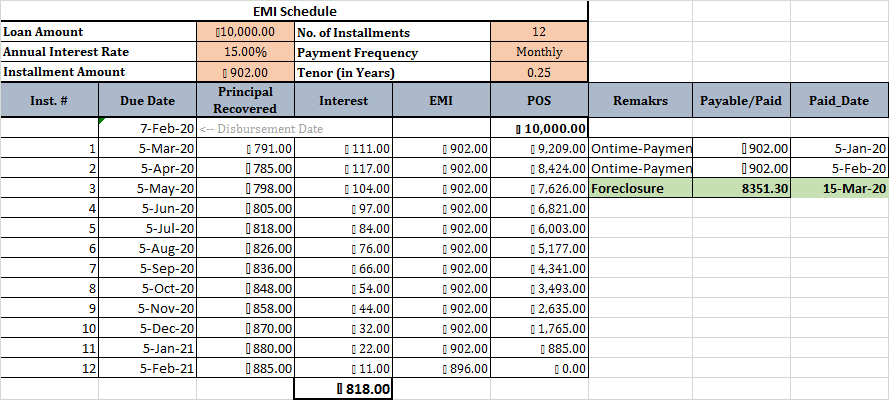 EMI Schedule
Loan Amount ▯10,000.00 No. of Installments 12
Annual Interest Rate 15.00% Payment Frequency Monthly
Installment Amount ▯ 902.00 Tenor (in Years) 0.25
Inst. # Due Date Principal Recovered Interest EMI POS Remakrs Payable/Paid Paid_Date
7-Feb-20 <-- Disbursement Date ▯ 10,000.00
1 5-Mar-20 ▯ 791.00 ▯ 111.00 ▯ 902.00 ▯ 9,209.00 Ontime-Paymen ▯ 902.00 5-Jan-20
2 5-Apr-20 ▯ 785.00 ▯ 117.00 ▯ 902.00 ▯ 8,424.00 Ontime-Paymen ▯ 902.00 5-Feb-20
3 5-May-20 ▯ 798.00 ▯ 104.00 ▯ 902.00 ▯ 7,626.00 Foreclosure 8351.30 15-Mar-20
4 5-Jun-20 ▯ 805.00 ▯ 97.00 ▯ 902.00 ▯ 6,821.00
5 5-Jul-20 ▯ 818.00 ▯ 84.00 ▯ 902.00 ▯ 6,003.00
6 5-Aug-20 ▯ 826.00 ▯ 76.00 ▯ 902.00 ▯ 5,177.00
7 5-Sep-20 ▯ 836.00 ▯ 66.00 ▯ 902.00 ▯ 4,341.00
8 5-Oct-20 ▯ 848.00 ▯ 54.00 ▯ 902.00 ▯ 3,493.00
9 5-Nov-20 ▯ 858.00 ▯ 44.00 ▯ 902.00 ▯ 2,635.00
10 5-Dec-20 ▯ 870.00 ▯ 32.00 ▯ 902.00 ▯ 1,765.00
11 5-Jan-21 ▯ 880.00 ▯ 22.00 ▯ 902.00 ▯ 885.00
12 5-Feb-21 ▯ 885.00 ▯ 11.00 ▯ 896.00 ▯ 0.00
▯ 818.00